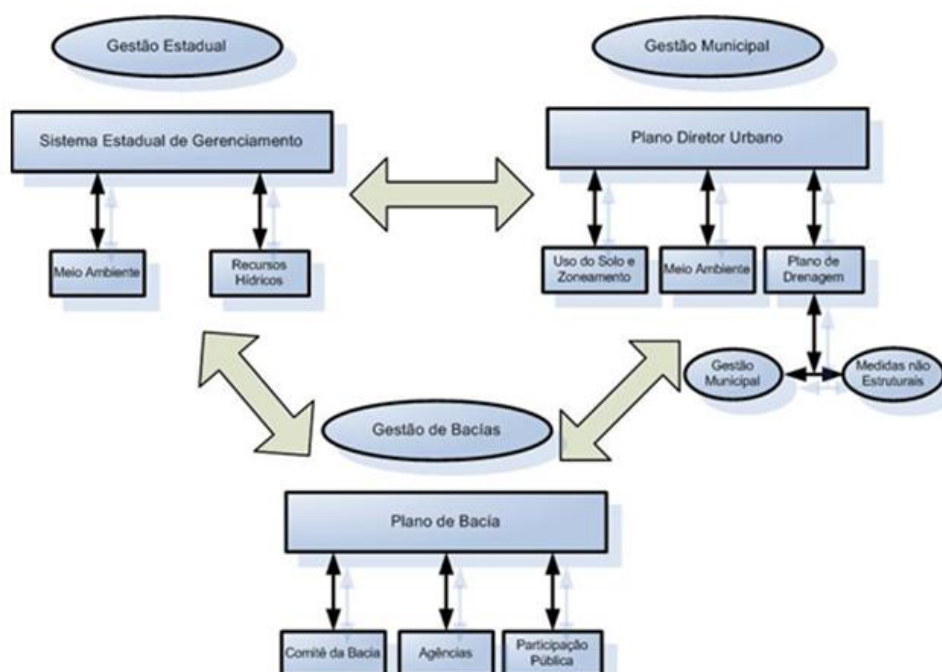 Gestão Estadual
Gestão Municipal
Sistema Estadual de Gerenciamento
Plano Diretor Urbano
Meio Ambiente
Recursos
Hídricos
Uso do Solo e
Zoneamento
Meio Ambiente
Plano de
Drenagem
Gestão
Municipal
Medidas não
Estruturais
Gestão de Bacías
Plano de Bacía
Comitê da Bacia
Agências
Participação
Pública